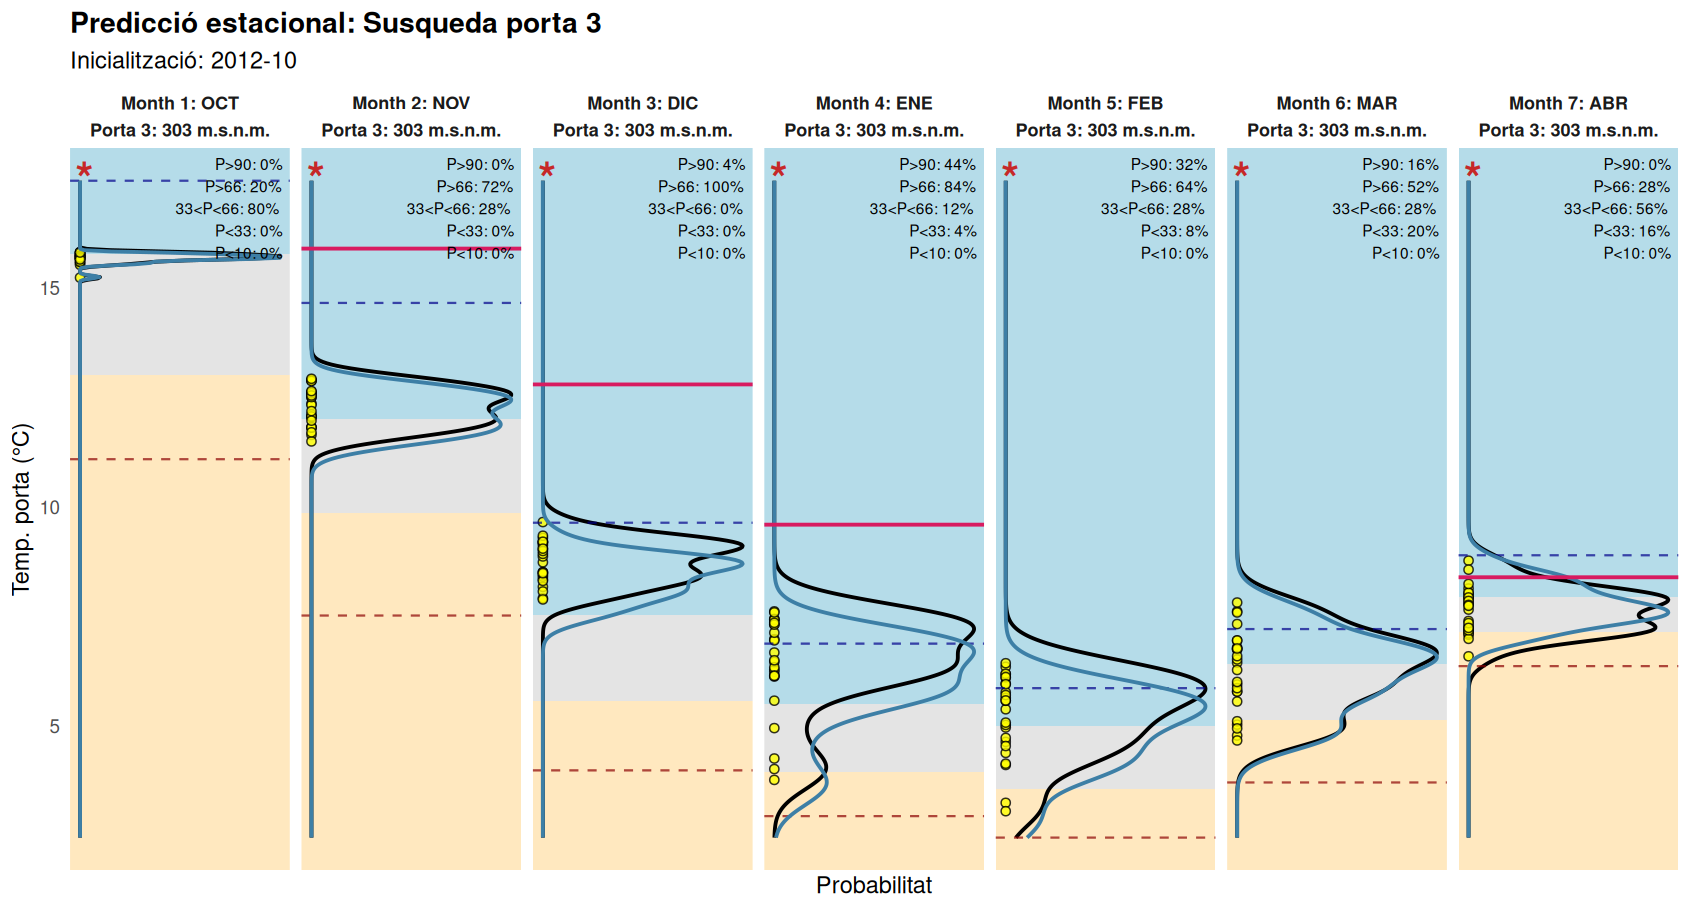 Predicció estacional: Susqueda porta 3
Inicialització: 2012-10
Month 1: OCT
Porta 3: 303 m.s.n.m.
Month 2: NOV
Porta 3: 303 m.s.n.m.
Month 3: DIC
Porta 3: 303 m.s.n.m.
Month 4: ENE
Porta 3: 303 m.s.n.m.
Month 5: FEB
Porta 3: 303 m.s.n.m.
Month 6: MAR
Porta 3: 303 m.s.n.m.
Month 7: ABR
Porta 3: 303 m.s.n.m.
*
P>90: 0%
P>66: 20%
33<P<66: 80%
P<33: 0%
P<10: 0%
*
P>90: 0%
P>66: 72%
33<P<66: 28%
P<33: 0%
P<10: 0%
*
P>90: 4%
P>66: 100%
33<P<66: 0%
P<33: 0%
P<10: 0%
*
P>90: 44%
P>66: 84%
33<P<66: 12%
P<33: 4%
P<10: 0%
*
P>90: 32%
P>66: 64%
33<P<66: 28%
P<33: 8%
P<10: 0%
*
P>90: 16%
P>66: 52%
33<P<66: 28%
P<33: 20%
P<10: 0%
*
P>90: 0%
P>66: 28%
33<P<66: 56%
P<33: 16%
P<10: 0%
15
10
5
Temp. porta (°C)
Probabilitat